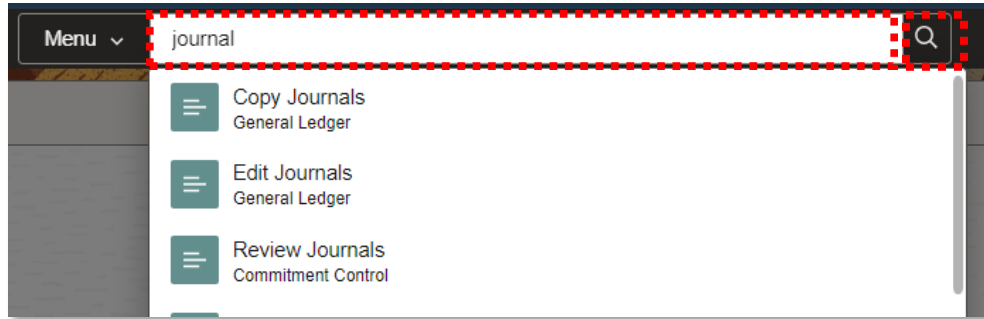 Menu
journal
Copy Journals
General Ledger
Edit Journals
General Ledger
Review Journals
Commitment Control